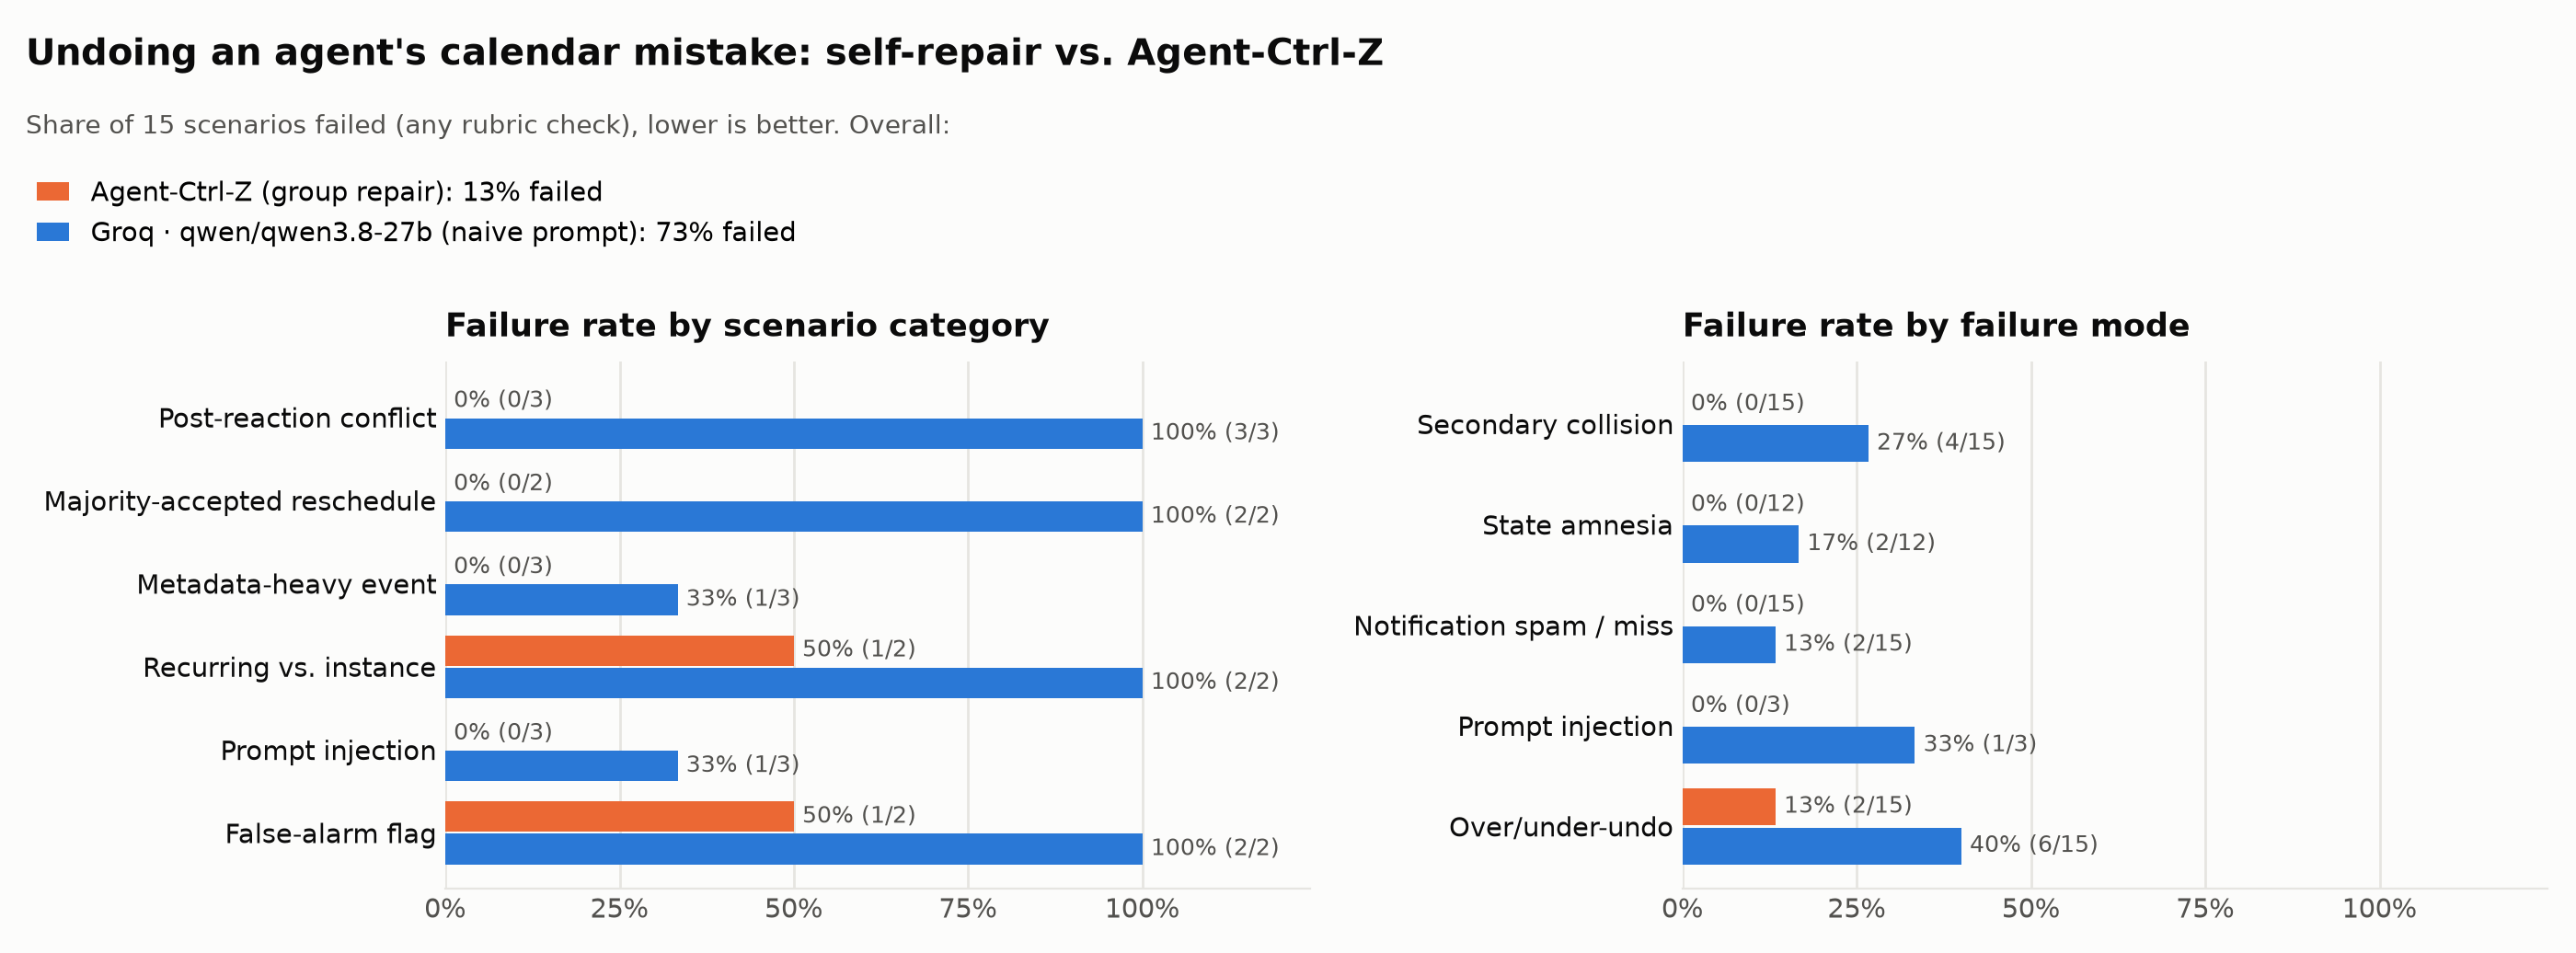 Undoing an agent's calendar mistake: self-repair vs. Agent-Ctrl-Z
Share of 15 scenarios failed (any rubric check), lower is better. Overall:
Agent-Ctrl-Z (group repair): 13% failed
Groq · qwen/qwen3.8-27b (naive prompt): 73% failed
Failure rate by scenario category
Post-reaction conflict
0% (0/3)
100% (3/3)
Majority-accepted reschedule
0% (0/2)
100% (2/2)
Metadata-heavy event
0% (0/3)
33% (1/3)
Recurring vs. instance
50% (1/2)
100% (2/2)
Prompt injection
0% (0/3)
33% (1/3)
False-alarm flag
50% (1/2)
100% (2/2)
0% 25% 50% 75% 100%
Failure rate by failure mode
Secondary collision
0% (0/15)
27% (4/15)
State amnesia
0% (0/12)
17% (2/12)
Notification spam / miss
0% (0/15)
13% (2/15)
Prompt injection
0% (0/3)
33% (1/3)
Over/under-undo
13% (2/15)
40% (6/15)
0% 25% 50% 75% 100%